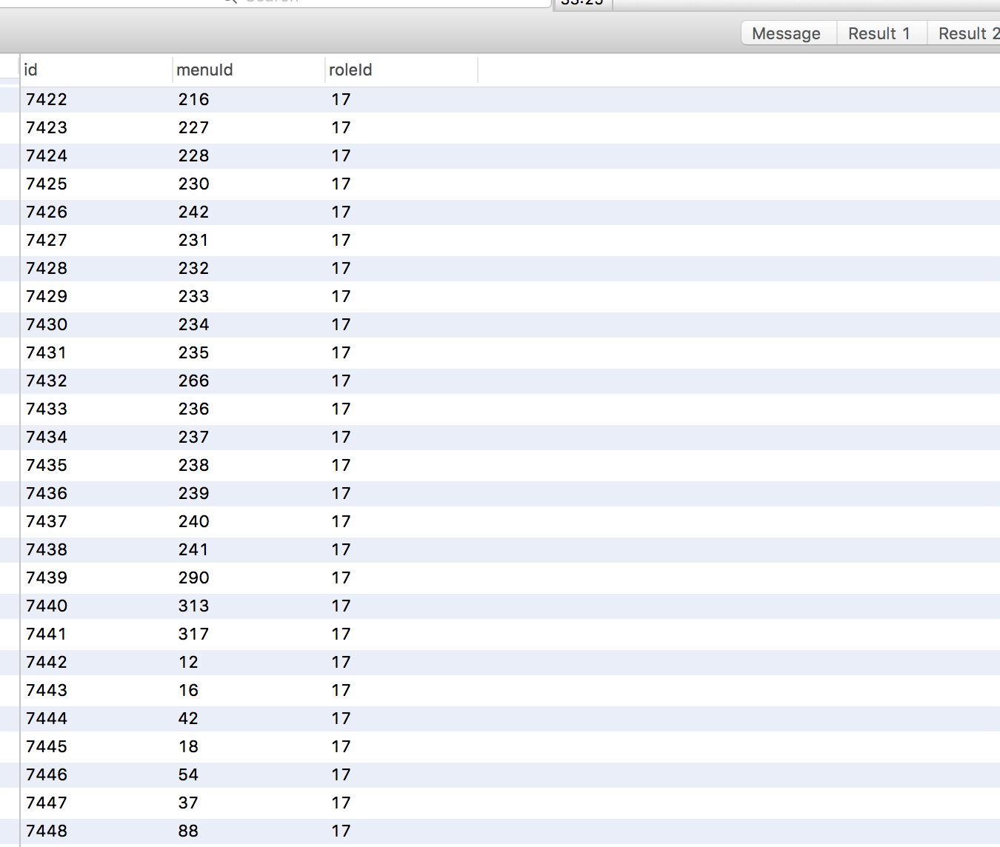 Search
33:25
Message Result 1 Result 2
id menuId roleId
7422 216 17
7423 227 17
7424 228 17
7425 230 17
7426 242 17
7427 231 17
7428 232 17
7429 233 17
7430 234 17
7431 235 17
7432 266 17
7433 236 17
7434 237 17
7435 238 17
7436 239 17
7437 240 17
7438 241 17
7439 290 17
7440 313 17
7441 317 17
7442 12 17
7443 16 17
7444 42 17
7445 18 17
7446 54 17
7447 37 17
7448 88 17